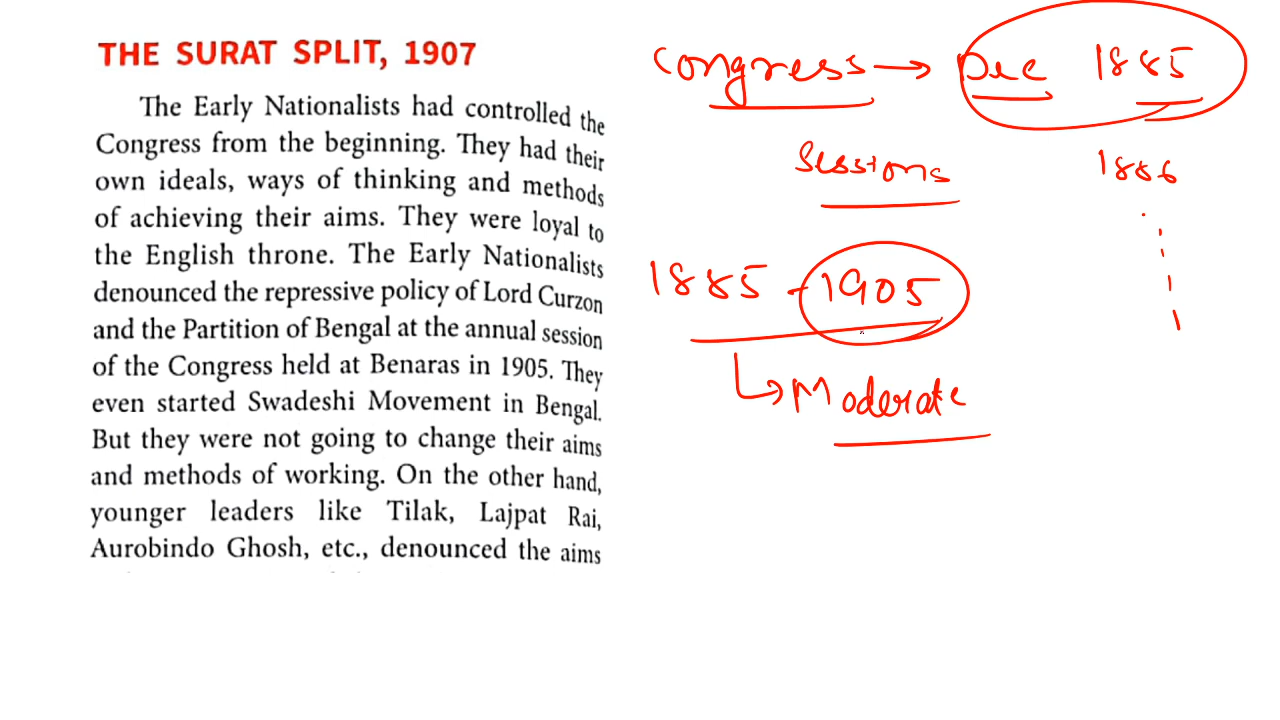 THE SURAT SPLIT, 1907
The Early Nationalists had controlled the
Congress from the beginning. They had their
own ideals, ways of thinking and methods
of achieving their aims. They were loyal to
the English throne. The Early Nationalists
denounced the repressive policy of Lord Curzon
and the Partition of Bengal at the annual session
of the Congress held at Benaras in 1905. They
even started Swadeshi Movement in Bengal.
But they were not going to change their aims
and methods of working. On the other hand,
younger leaders like Tilak, Lajpat Rai,
Aurobindo Ghosh, etc., denounced the aims
Congress → Dec 1885
Sessions 1886
1885 - 1905
Moderate